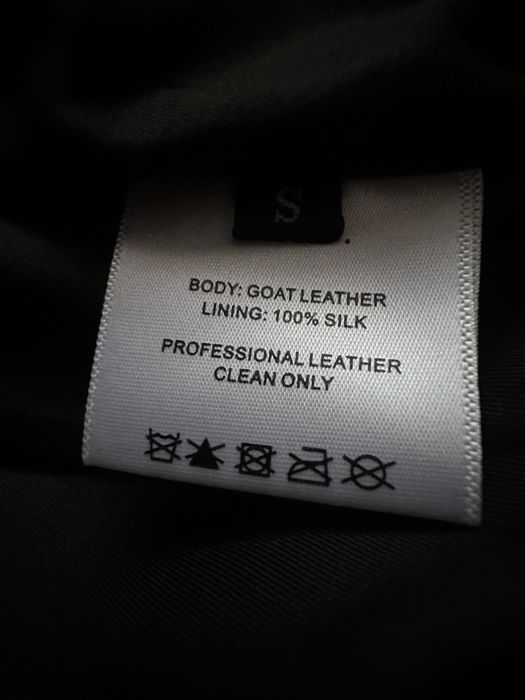 S
BODY: GOAT LEATHER
LINING: 100% SILK
PROFESSIONAL LEATHER
CLEAN ONLY